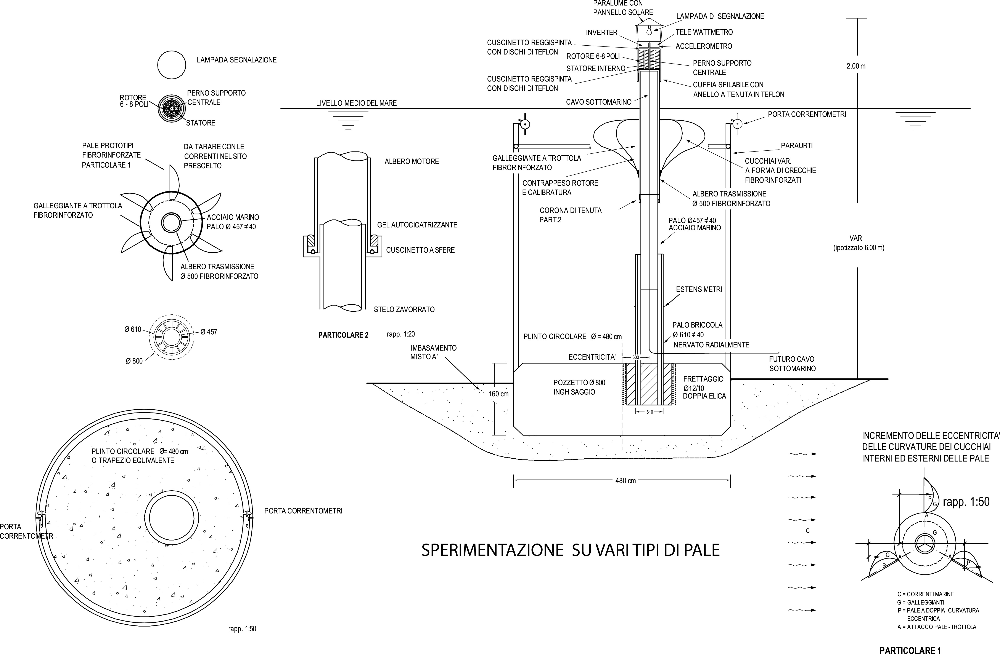 PARALUME CON
PANNELLO SOLARE
LAMPADA DI SEGNALAZIONE
INVERTER
TELE WATTMETRO
CUSCINETTO REGGISPINTA
CON DISCHI DI TEFLON
ACCELEROMETRO
ROTORE 6-8 POLI
STATORE INTERNO
PERNO SUPPORTO
CENTRALE
CUSCINETTO REGGISPINTA
CON DISCHI DI TEFLON
CUFFIA SFILABILE CON
ANELLO A TENUTA IN TEFLON
CAVO SOTTOMARINO
2.00 m
LAMPADA SEGNALAZIONE
ROTORE
6 - 8 POLI
PERNO SUPPORTO
CENTRALE
STATORE
LIVELLO MEDIO DEL MARE
PORTA CORRENTOMETRI
PARAURTI
PALE PROTOTIPI
FIBRORINFORZATE
PARTICOLARE 1
DA TARARE CON LE
CORRENTI NEL SITO
PRESCELTO
GALLEGGIANTE A TROTTOLA
FIBRORINFORZATO
ACCIAIO MARINO
PALO Ø 457 ≠ 40
ALBERO TRASMISSIONE
Ø 500 FIBRORINFORZATO
ALBERO MOTORE
GEL AUTOCICATRIZZANTE
CUSCINETTO A SFERE
STELO ZAVORRATO
PARTICOLARE 2
rapp. 1:20
GALLEGGIANTE A TROTTOLA
FIBRORINFORZATO
CONTRAPPESO ROTORE
E CALIBRATURA
CORONA DI TENUTA
PART.2
CUCCHIAI VAR.
A FORMA DI ORECCHIE
FIBRORINFORZATI
ALBERO TRASMISSIONE
Ø 500 FIBRORINFORZATO
PALO Ø457 ≠ 40
ACCIAIO MARINO
VAR
(ipotizzato 6.00 m)
ESTENSIMETRI
PALO BRICCOLA
Ø 610 ≠ 40
NERVATO RADIALMENTE
Ø 610
Ø 457
Ø 800
PLINTO CIRCOLARE Ø = 480 cm
IMBASAMENTO
MISTO A1
ECCENTRICITA'
600
FUTURO CAVO
SOTTOMARINO
160 cm
POZZETTO Ø 800
INGHISAGGIO
FRETTAGGIO
Ø12/10
DOPPIA ELICA
610
480 cm
PLINTO CIRCOLARE Ø= 480 cm
O TRAPEZIO EQUIVALENTE
PORTA CORRENTOMETRI
PORTA
CORRENTOMETRI
rapp. 1:50
SPERIMENTAZIONE SU VARI TIPI DI PALE
INCREMENTO DELLE ECCENTRICITA'
DELLE CURVATURE DEI CUCCHIAI
INTERNI ED ESTERNI DELLE PALE
rapp. 1:50
P
G
A
G
C
G
A
A
P
P
C = CORRENTI MARINE
G = GALLEGGIANTI
P = PALE A DOPPIA CURVATURA
ECCENTRICA
A = ATTACCO PALE - TROTTOLA
PARTICOLARE 1